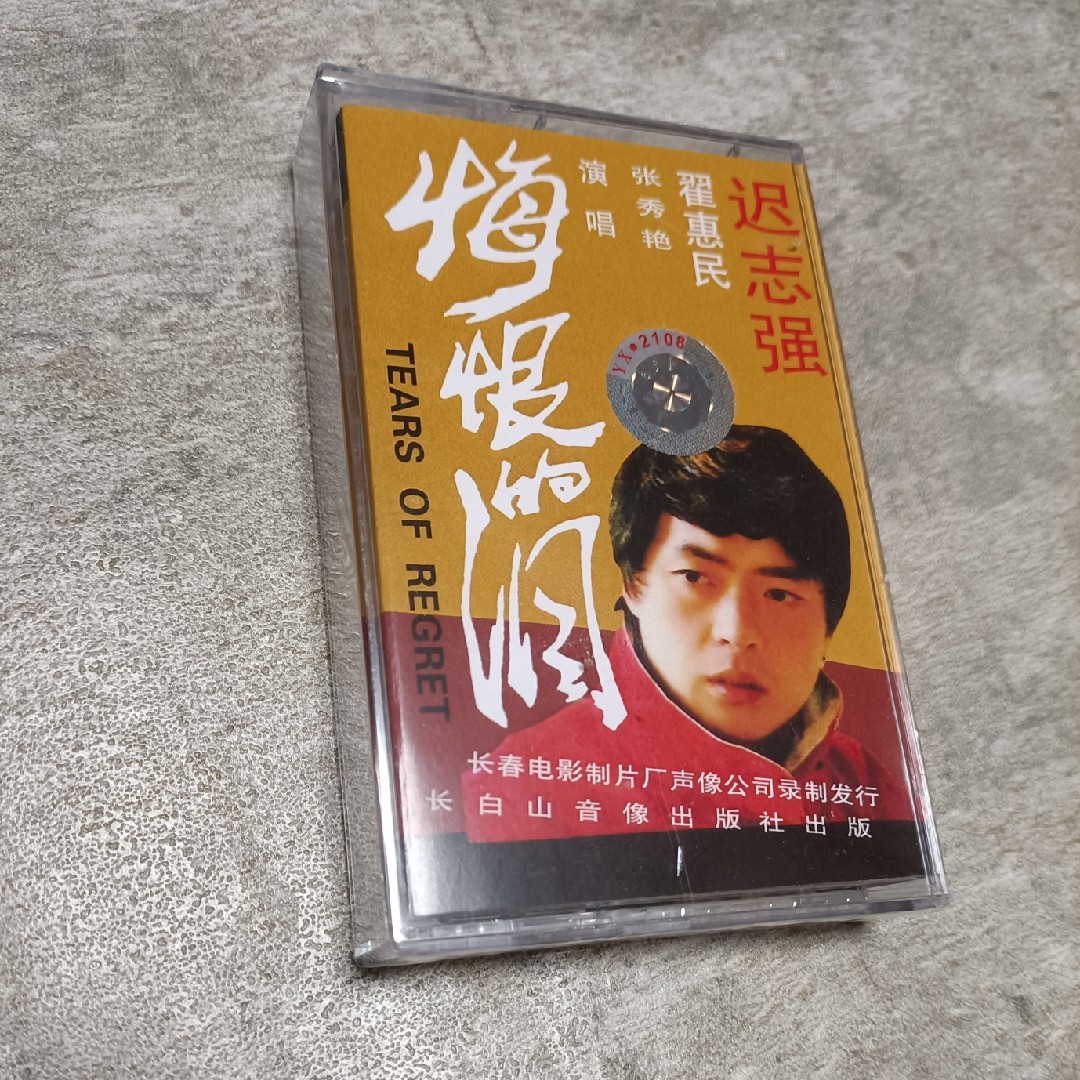 迟志强
翟惠民
张秀艳
演唱
悔恨的泪
TEARS OF REGRET
YX•2108
长春电影制片厂声像公司录制发行
长白山音像出版社出版